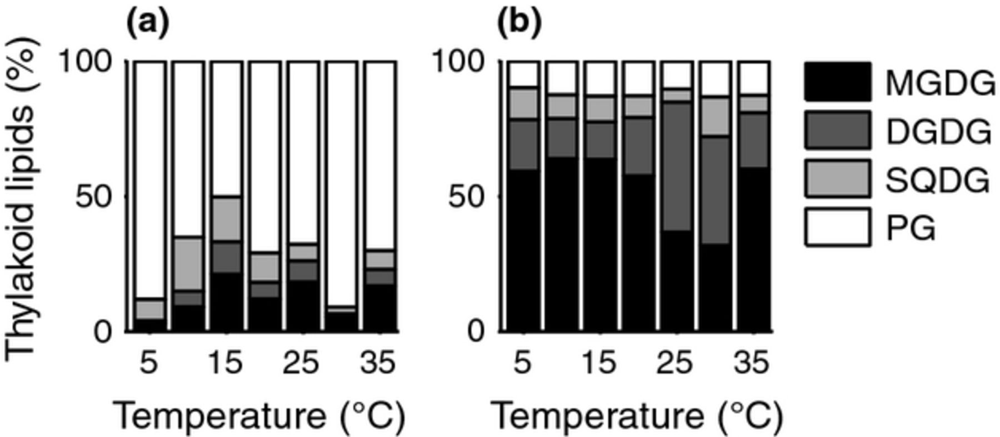 (a)
(b)
Thylakoid lipids (%)
100
50
0
5 15 25 35
Temperature (°C)
100
50
0
5 15 25 35
Temperature (°C)
MGDG
DGDG
SQDG
PG